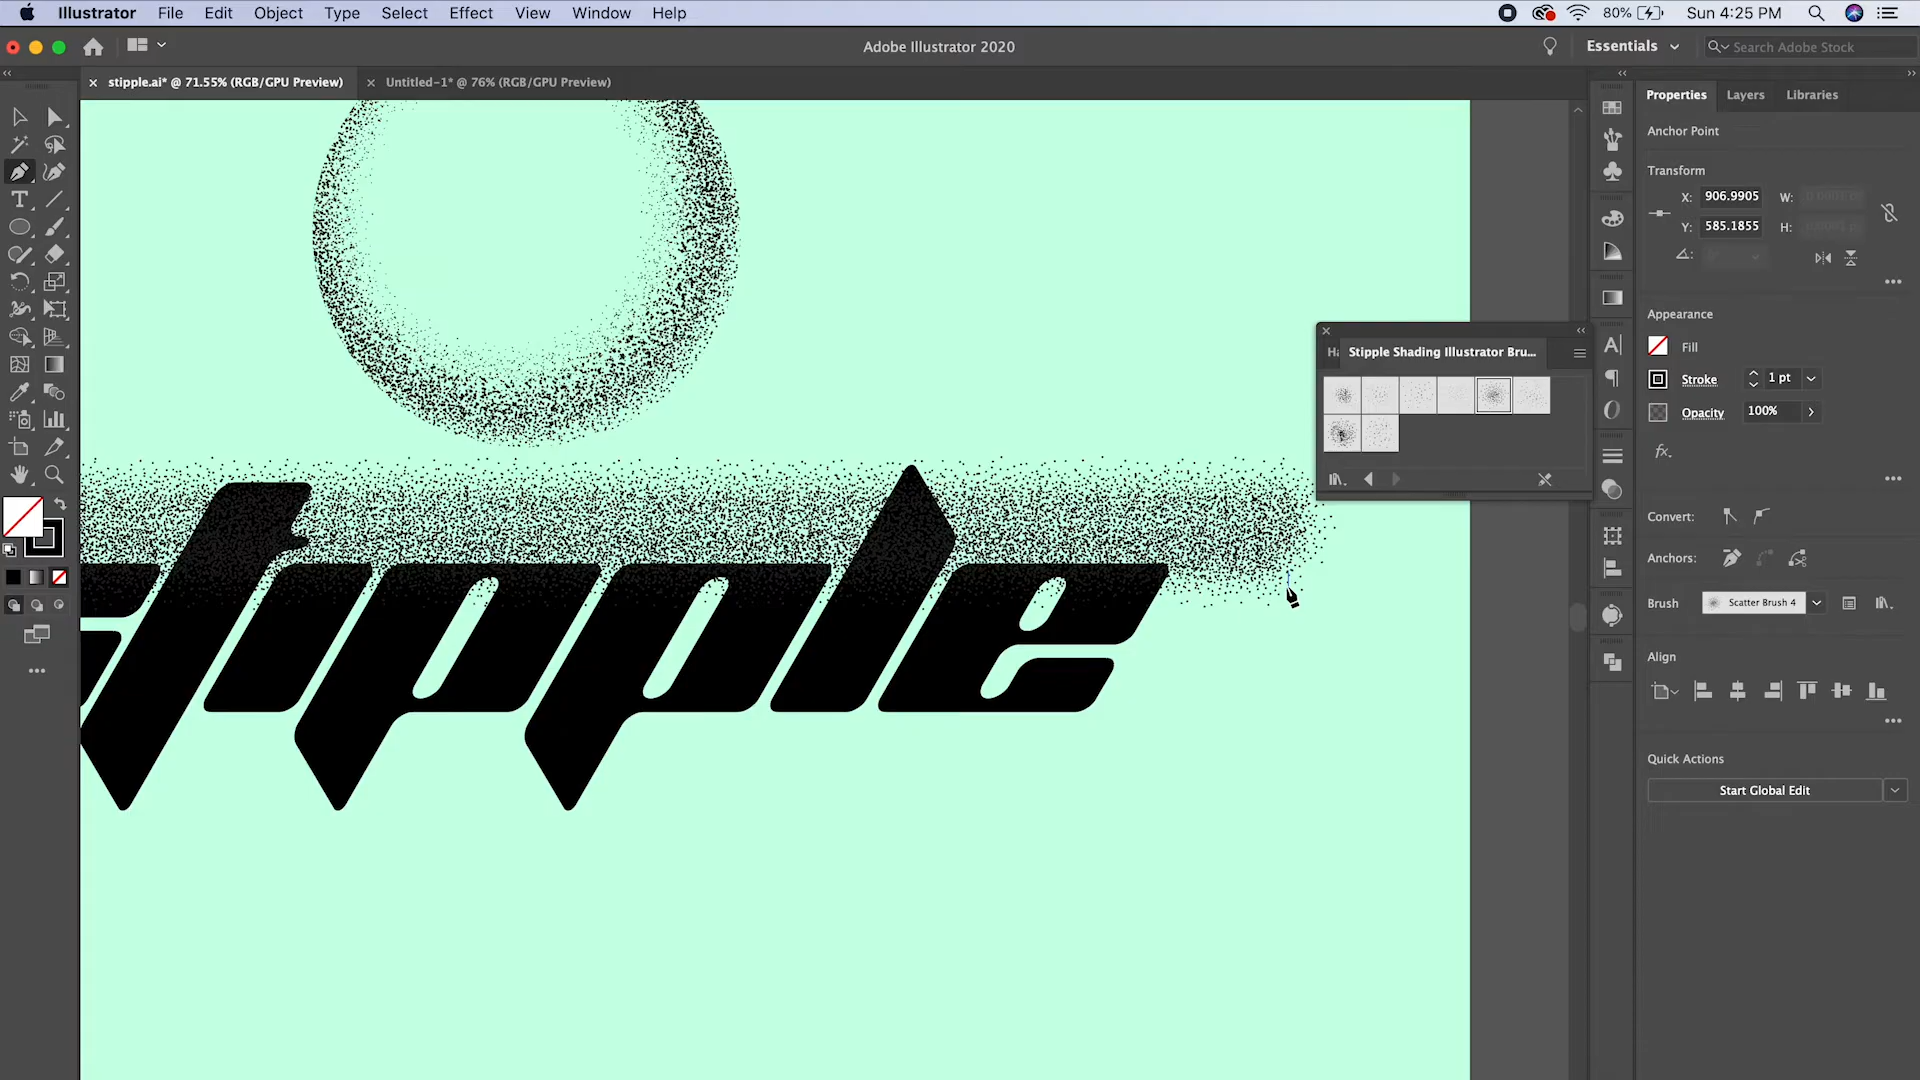 Illustrator File Edit Object Type Select Effect View Window Help
80% Sun 4:25 PM
Adobe Illustrator 2020
Essentials
Search Adobe Stock
stipple.ai* @ 71.55% (RGB/GPU Preview)
Untitled-1* @ 76% (RGB/GPU Preview)
Properties Layers Libraries
Anchor Point
Transform
X: 906.9905 W:
Y: 585.1855 H:
Appearance
Fill
Stroke 1 pt
Opacity 100%
fx.
Ha Stipple Shading Illustrator Bru...
Convert:
Anchors:
Brush Scatter Brush 4
Align
Quick Actions
Start Global Edit
tipple